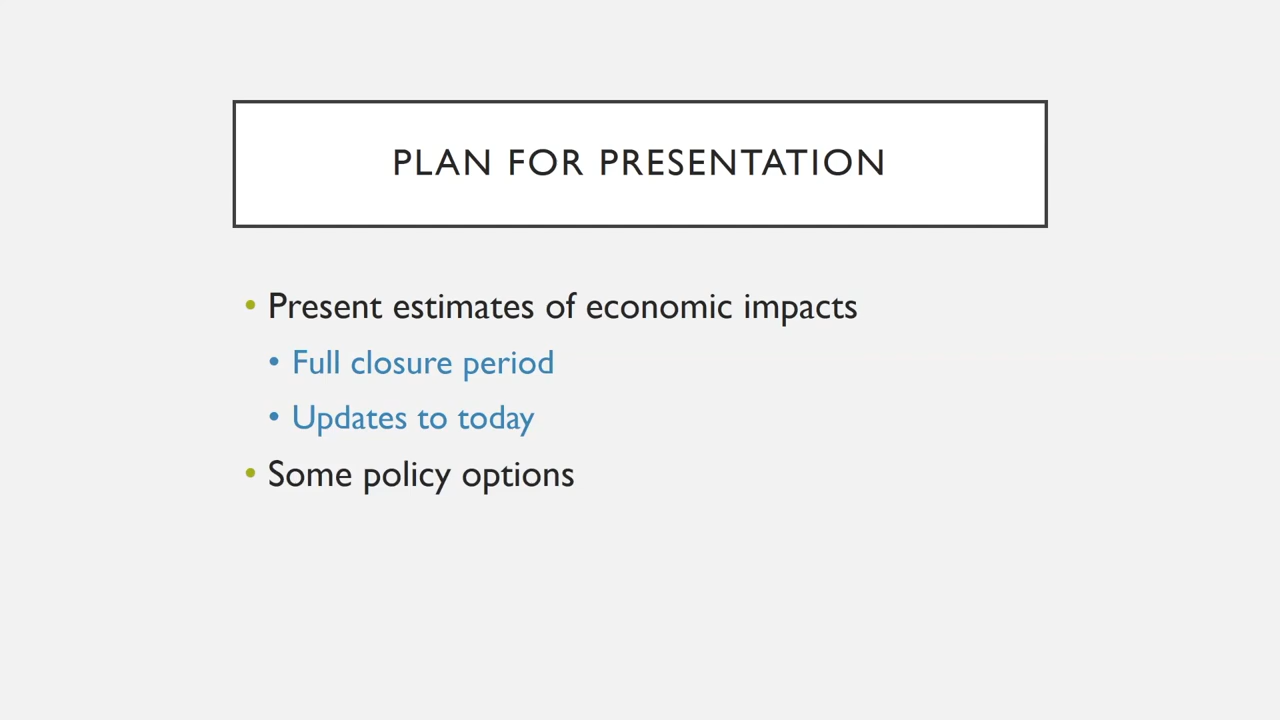 PLAN FOR PRESENTATION
• Present estimates of economic impacts
• Full closure period
• Updates to today
• Some policy options